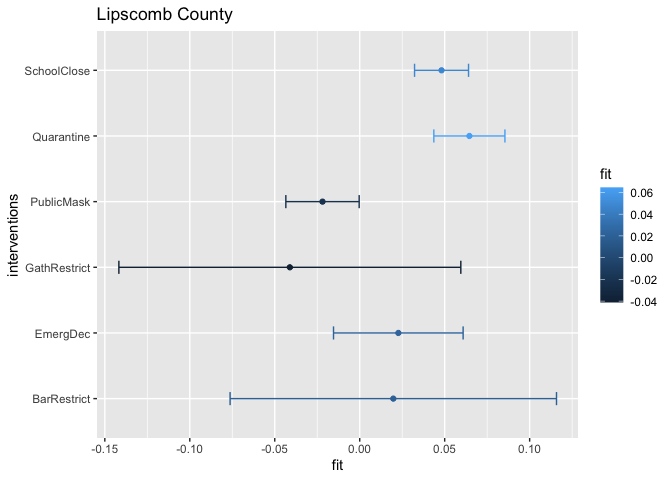 Lipscomb County
interventions
SchoolClose
Quarantine
PublicMask
GathRestrict
EmergDec
BarRestrict
-0.15 -0.10 -0.05 0.00 0.05 0.10
fit
fit
0.06
0.04
0.02
0.00
-0.02
-0.04